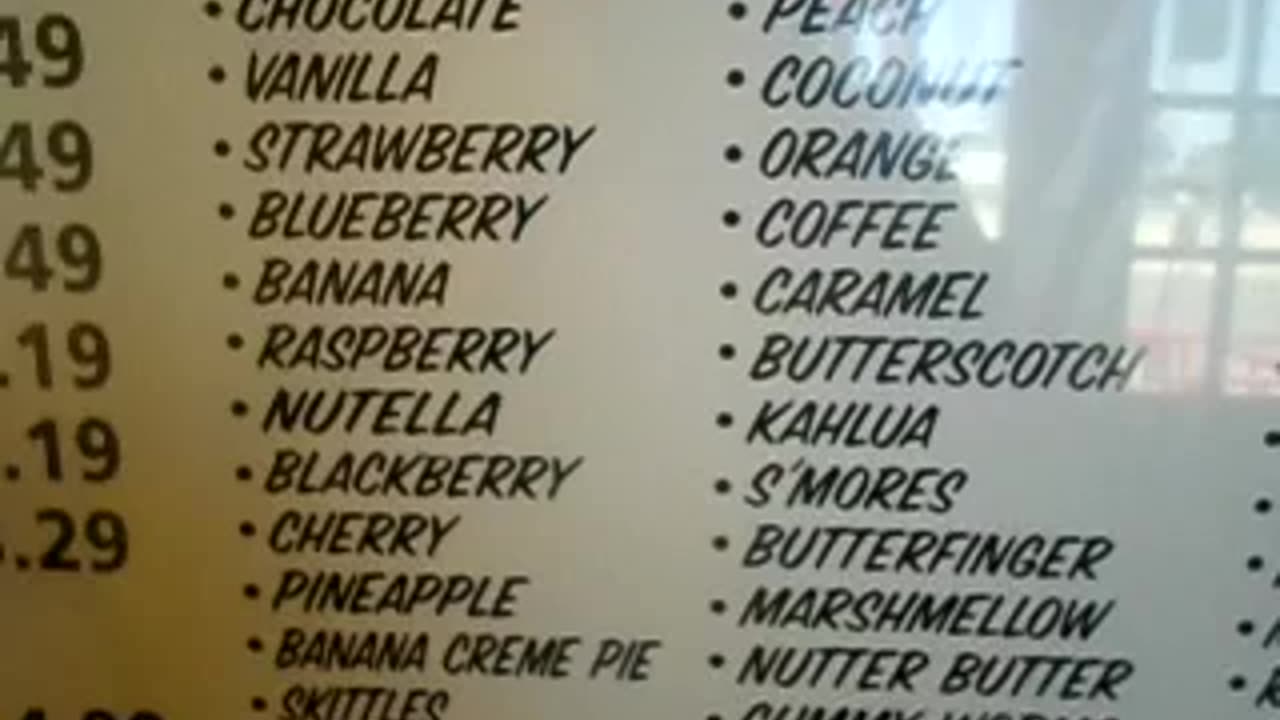 49
49
49
.19
.19
.29
• CHOCOLATE
• VANILLA
• STRAWBERRY
• BLUEBERRY
• BANANA
• RASPBERRY
• NUTELLA
• BLACKBERRY
• CHERRY
• PINEAPPLE
• BANANA CREME PIE
• SKITTLES
• PEACH
• COCONUT
• ORANGE
• COFFEE
• CARAMEL
• BUTTERSCOTCH
• KAHLUA
• S'MORES
• BUTTERFINGER
• MARSHMELLOW
• NUTTER BUTTER